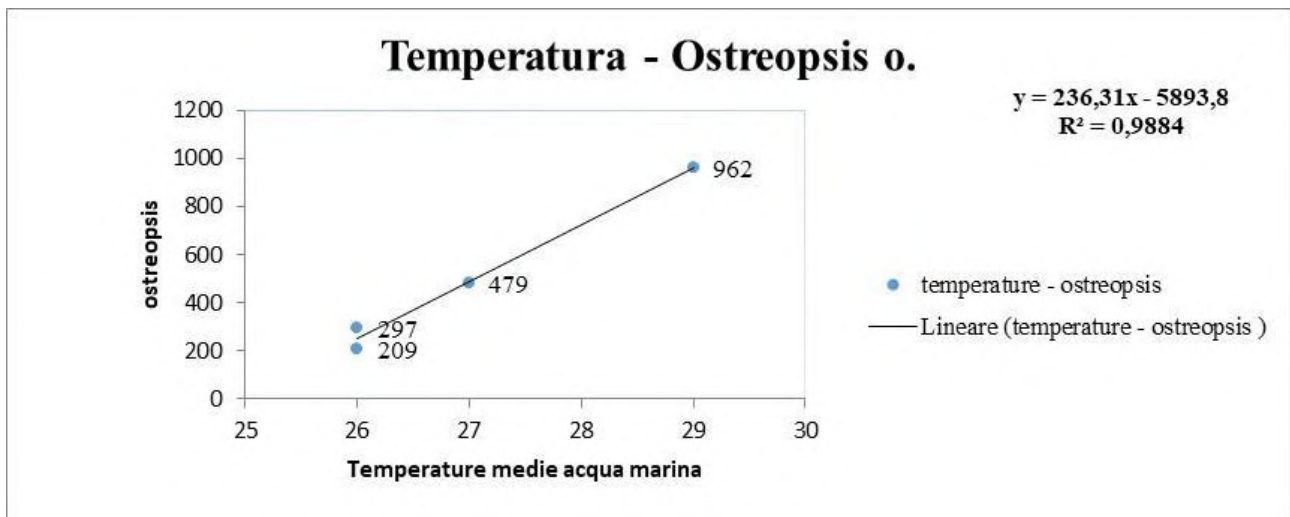 Temperatura - Ostreopsis o.
y = 236,31x - 5893,8
R² = 0,9884
1200
1000
800
600
400
200
0
ostreopsis
962
479
297
209
25
26
27
28
29
30
Temperature medie acqua marina
temperature - ostreopsis
Lineare (temperature - ostreopsis )